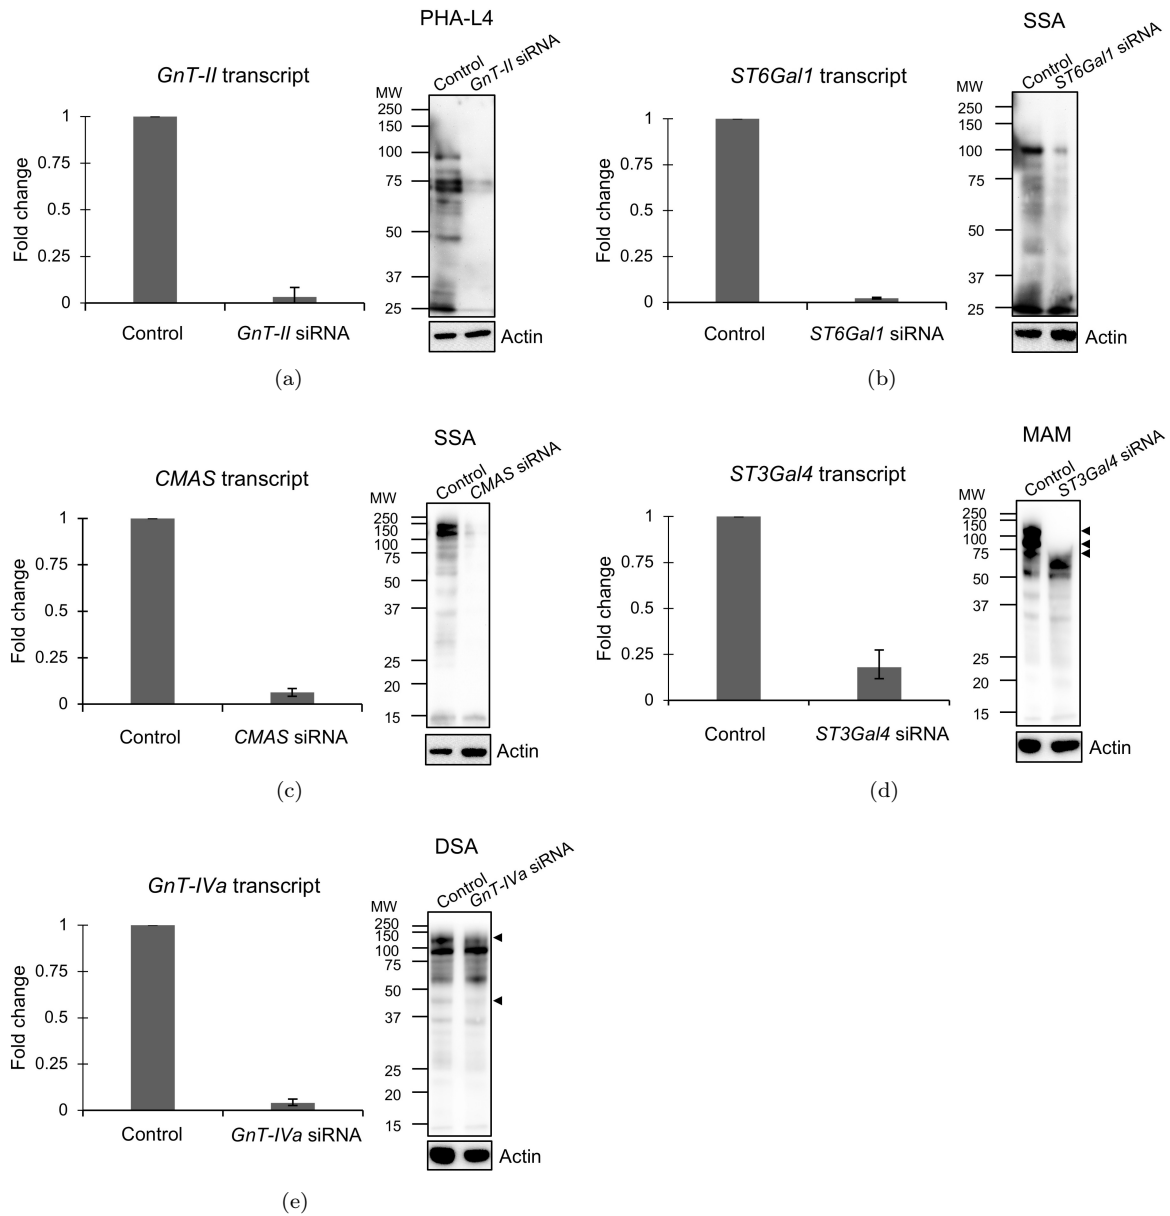 PHA-L4
GnT-II transcript
Control
GnT-II siRNA
MW
250
150
100
75
50
37
25
Actin
Fold change
1
0.75
0.5
0.25
0
Control
GnT-II siRNA
(a)
SSA
ST6Gal1 transcript
Control
ST6Gal1 siRNA
MW
250
150
100
75
50
25
Actin
Fold change
1
0.75
0.5
0.25
0
Control
ST6Gal1 siRNA
(b)
SSA
CMAS transcript
Control
CMAS siRNA
MW
250
150
100
75
50
37
25
20
15
Actin
Fold change
1
0.75
0.5
0.25
0
Control
CMAS siRNA
(c)
MAM
ST3Gal4 transcript
Control
ST3Gal4 siRNA
MW
250
150
100
75
50
37
25
20
15
Actin
Fold change
1
0.75
0.5
0.25
0
Control
ST3Gal4 siRNA
(d)
DSA
GnT-IVa transcript
Control
GnT-IVa siRNA
MW
250
150
100
75
50
37
25
20
15
Actin
Fold change
1
0.75
0.5
0.25
0
Control
GnT-IVa siRNA
(e)